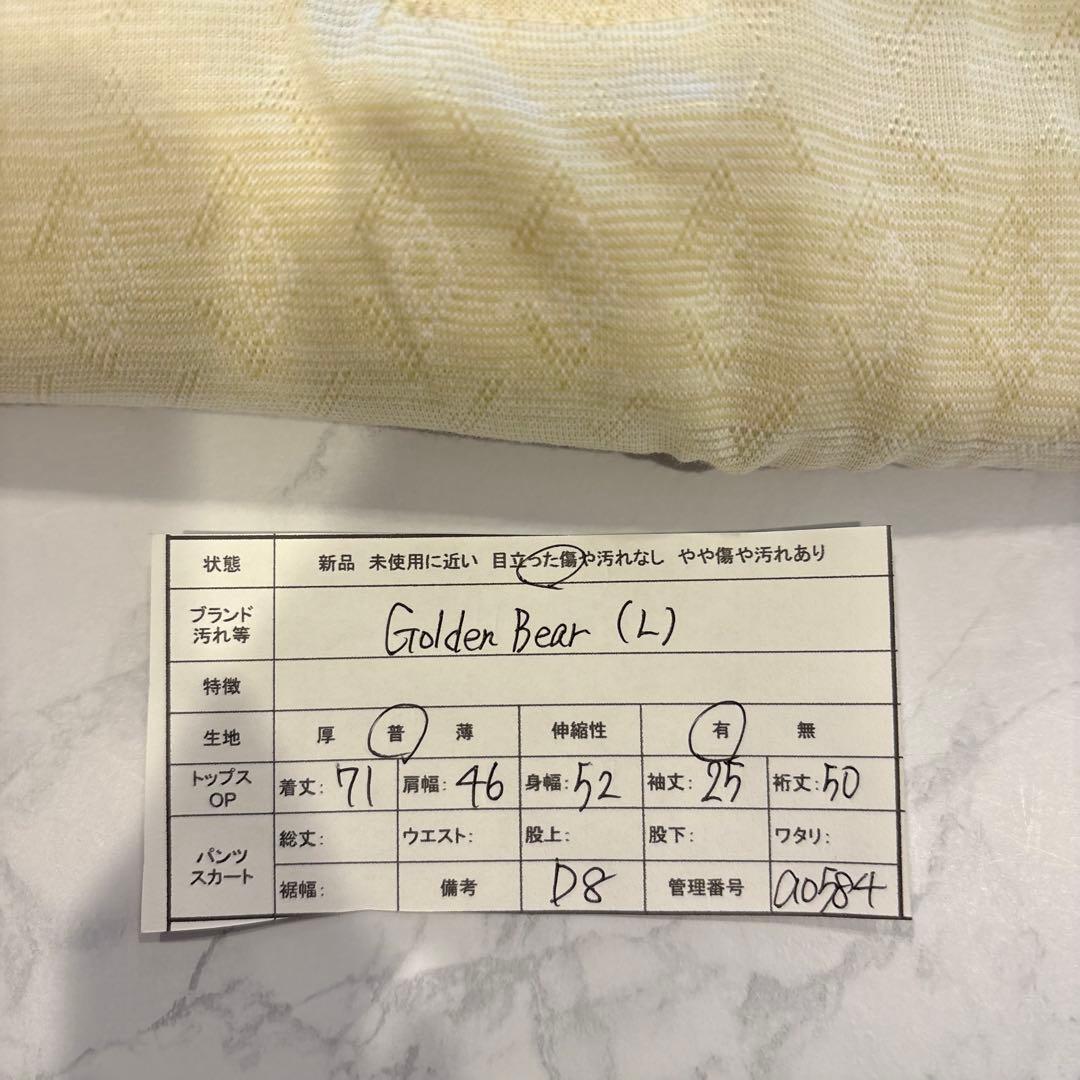 状態 新品 未使用に近い 目立った傷や汚れなし やや傷や汚れあり
ブランド
汚れ等
Golden Bear (L)
特徴
生地 厚 普 薄 伸縮性 有 無
トップス
OP
着丈: 71 肩幅: 46 身幅: 52 袖丈: 25 裄丈: 50
パンツ
スカート
総丈: ウエスト: 股上: 股下: ワタリ:
裾幅: 備考 D8 管理番号 a0584